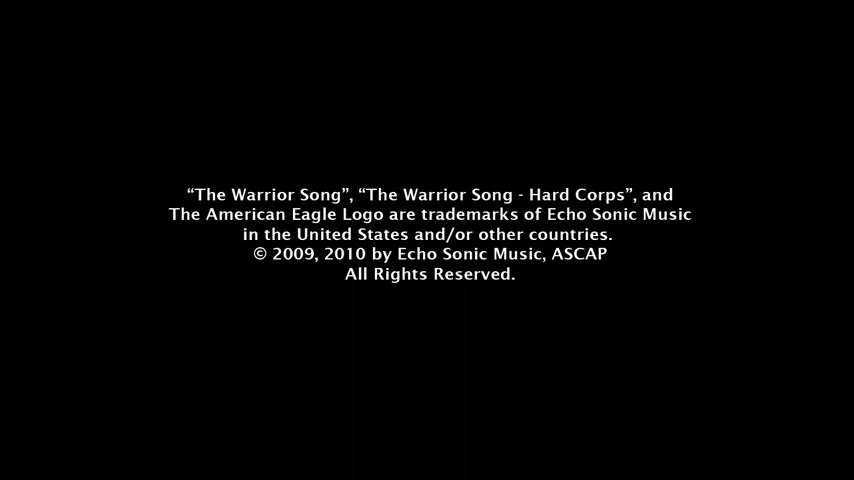 “The Warrior Song”, “The Warrior Song - Hard Corps”, and
The American Eagle Logo are trademarks of Echo Sonic Music
in the United States and/or other countries.
© 2009, 2010 by Echo Sonic Music, ASCAP
All Rights Reserved.